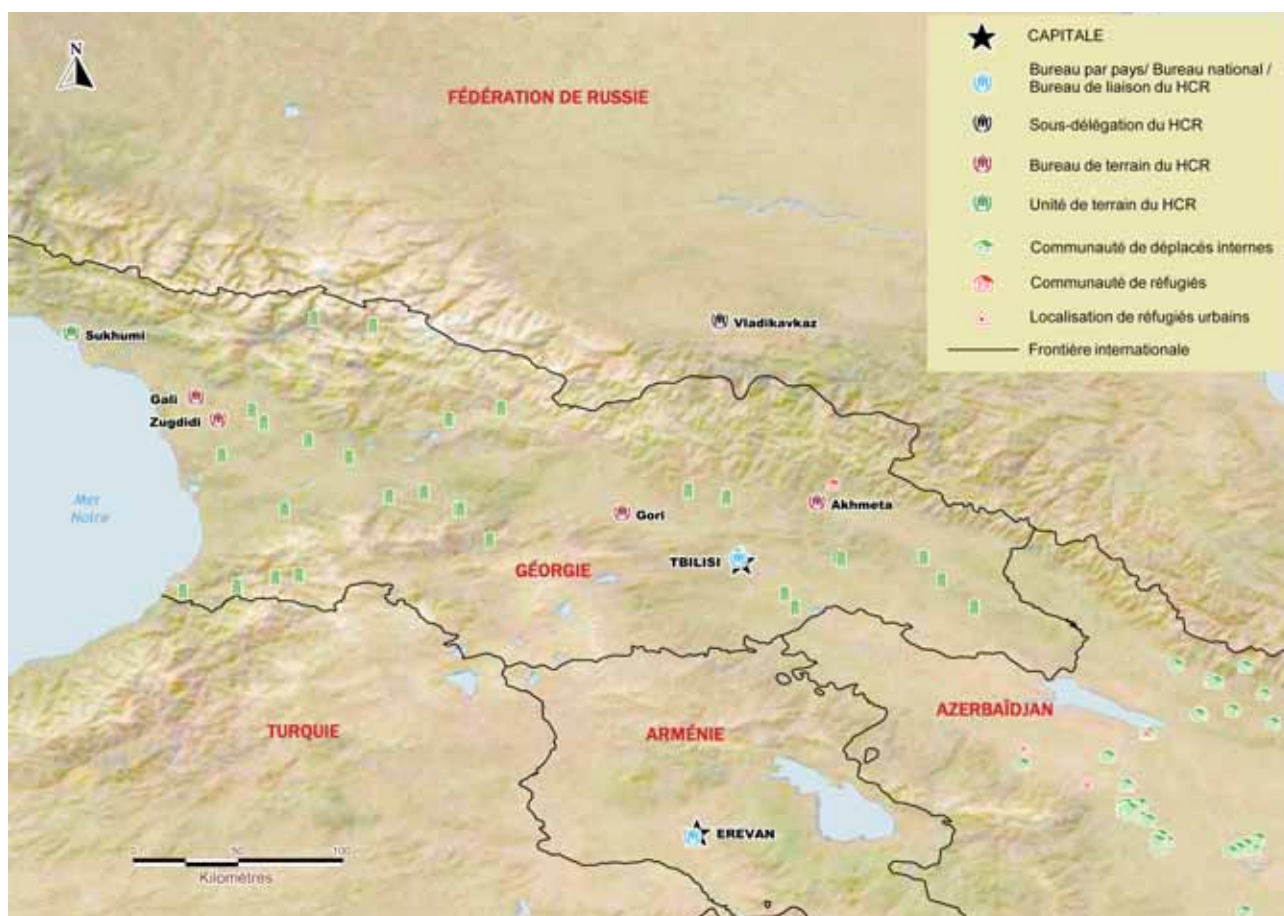 N
FÉDÉRATION DE RUSSIE
CAPITALE
Bureau par pays/ Bureau national /
Bureau de liaison du HCR
Sous-délégation du HCR
Bureau de terrain du HCR
Unité de terrain du HCR
Communauté de déplacés internes
Communauté de réfugiés
Localisation de réfugiés urbains
Frontière internationale
Vladikavkaz
Sukhumi
Gali
Zugdidi
Mer
Noire
Gori
Akhmeta
TBILISI
GÉORGIE
TURQUIE
ARMÉNIE
AZERBAÏDJAN
EREVAN
50
100
Kilomètres